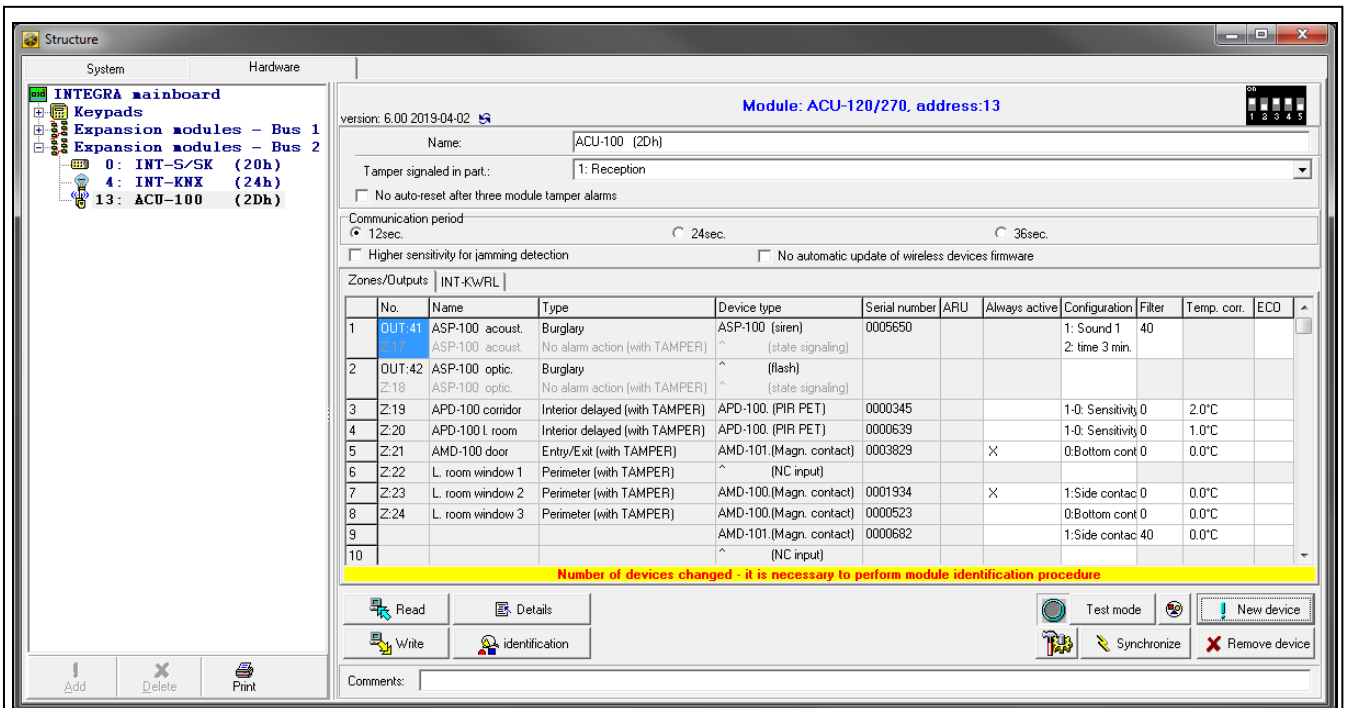 Structure
System Hardware
INTEGRA mainboard
Keypads
Expansion modules - Bus 1
Expansion modules - Bus 2
0: INT-S/SK (20h)
4: INT-KNX (24h)
13: ACU-100 (2Dh)
Add Delete Print
Module: ACU-120/270, address:13
on
1 2 3 4 5
version: 6.00 2019-04-02
Name: ACU-100 (2Dh)
Tamper signaled in part.: 1: Reception
No auto-reset after three module tamper alarms
Communication period
12sec. 24sec. 36sec.
Higher sensitivity for jamming detection No automatic update of wireless devices firmware
Zones/Outputs INT-KWRL
No. Name Type Device type Serial number ARU Always active Configuration Filter Temp. corr. ECO
1 OUT:41 ASP-100 acoust. Burglary ASP-100 (siren) 0005650 1: Sound 1 40
Z:17 ASP-100 acoust. No alarm action (with TAMPER) ^ (state signaling) 2: time 3 min.
2 OUT:42 ASP-100 optic. Burglary ^ (flash)
Z:18 ASP-100 optic. No alarm action (with TAMPER) ^ (state signaling)
3 Z:19 APD-100 corridor Interior delayed (with TAMPER) APD-100. (PIR PET) 0000345 1-0: Sensitivity 0 2.0°C
4 Z:20 APD-100 l. room Interior delayed (with TAMPER) APD-100. (PIR PET) 0000639 1-0: Sensitivity 0 1.0°C
5 Z:21 AMD-100 door Entry/Exit (with TAMPER) AMD-101.(Magn. contact) 0003829 X 0:Bottom cont 0 0.0°C
6 Z:22 L. room window 1 Perimeter (with TAMPER) ^ (NC input)
7 Z:23 L. room window 2 Perimeter (with TAMPER) AMD-100.(Magn. contact) 0001934 X 1:Side contac 0 0.0°C
8 Z:24 L. room window 3 Perimeter (with TAMPER) AMD-100.(Magn. contact) 0000523 0:Bottom cont 0 0.0°C
9 AMD-101.(Magn. contact) 0000682 1:Side contac 40 0.0°C
10 ^ (NC input)
Number of devices changed - it is necessary to perform module identification procedure
Read Details Test mode New device
Write identification Synchronize Remove device
Comments: